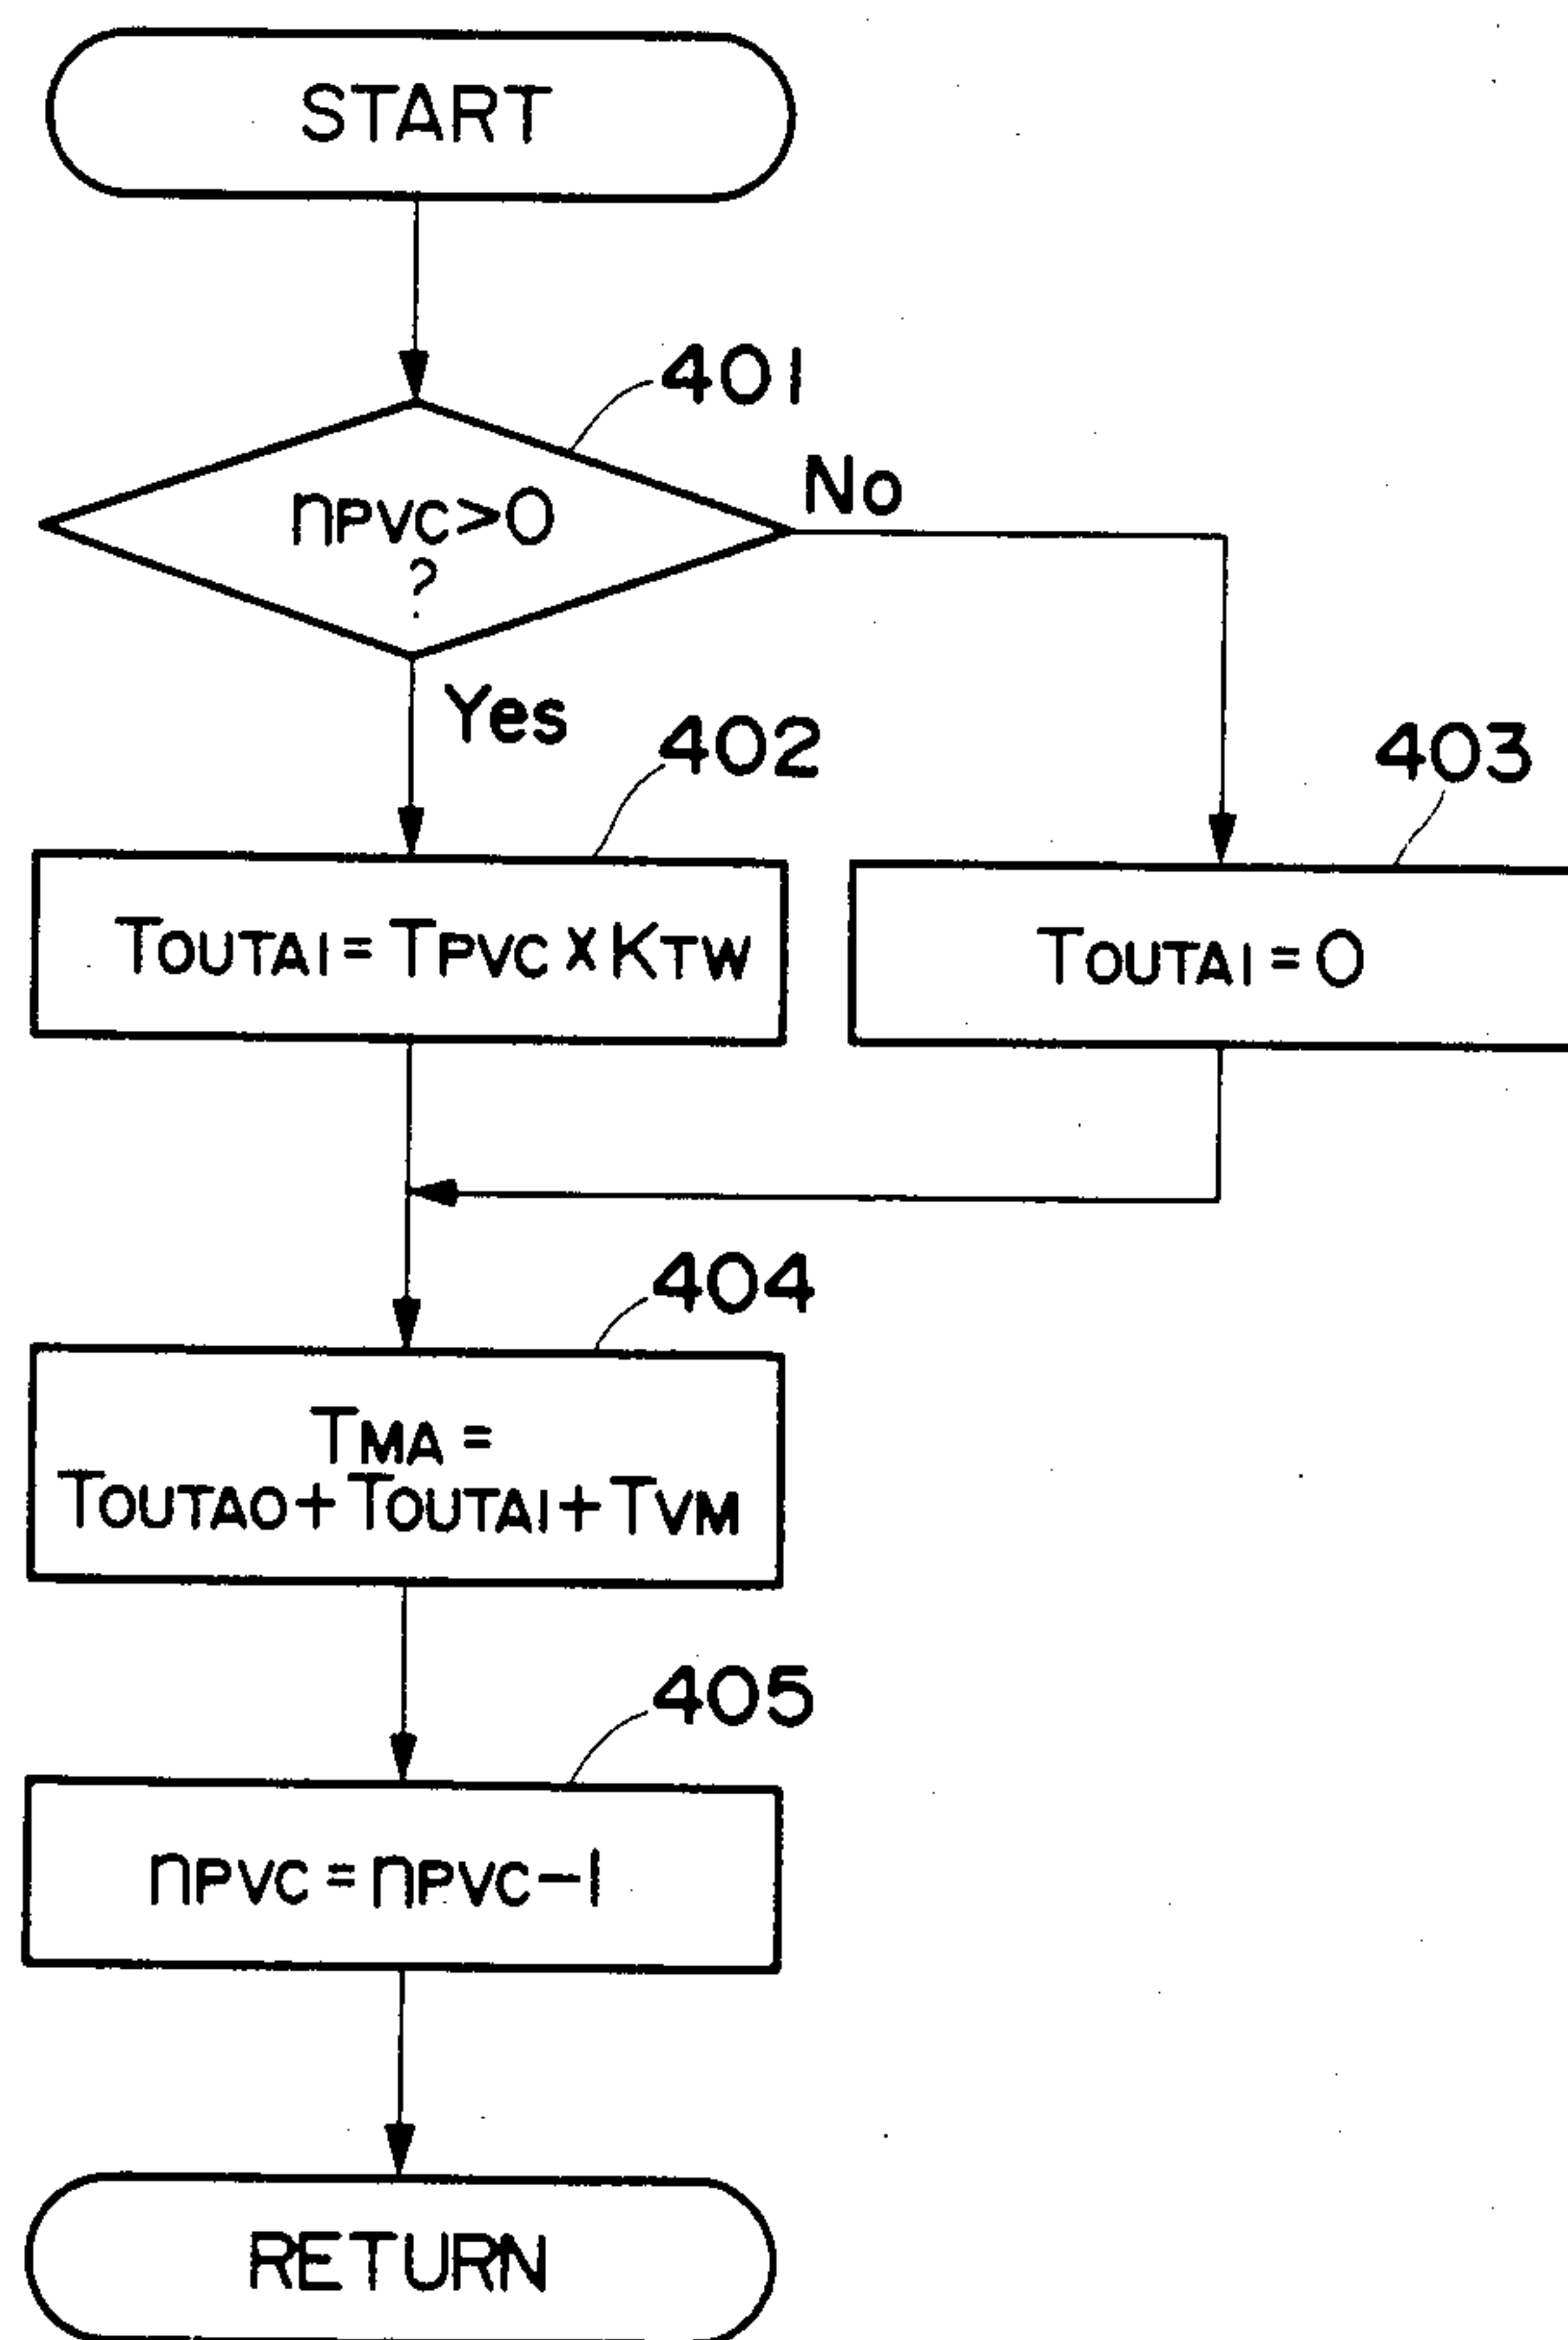 START
401
nPVC>0
?
No
Yes
402
403
TOUTA1=TPVC×KTW
TOUTA1=0
404
TMA=
TOUTA0+TOUTA1+TVM
405
nPVC=nPVC-1
RETURN